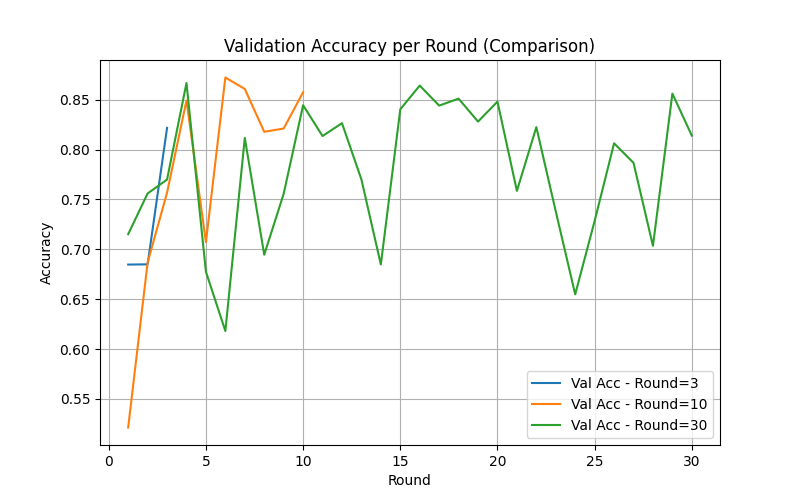 Validation Accuracy per Round (Comparison)
Accuracy
0.85
0.80
0.75
0.70
0.65
0.60
0.55
0 5 10 15 20 25 30
Round
Val Acc - Round=3
Val Acc - Round=10
Val Acc - Round=30